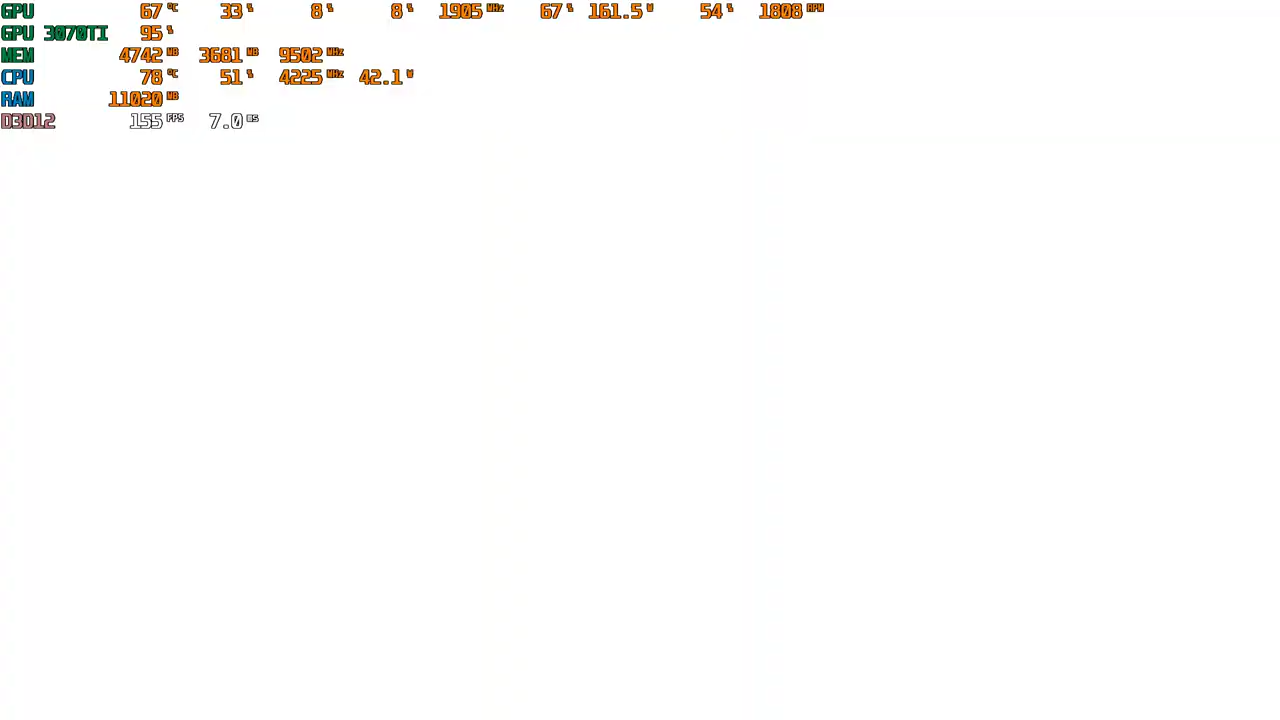 GPU 67 °C 33 % 8 % 8 % 1905 MHz 67 % 161.5 W 54 % 1808 RPM
GPU 3070TI 95 %
MEM 4742 MB 3681 MB 9502 MHz
CPU 78 °C 51 % 4225 MHz 42.1 W
RAM 11020 MB
D3D12 155 FPS 7.0 ms